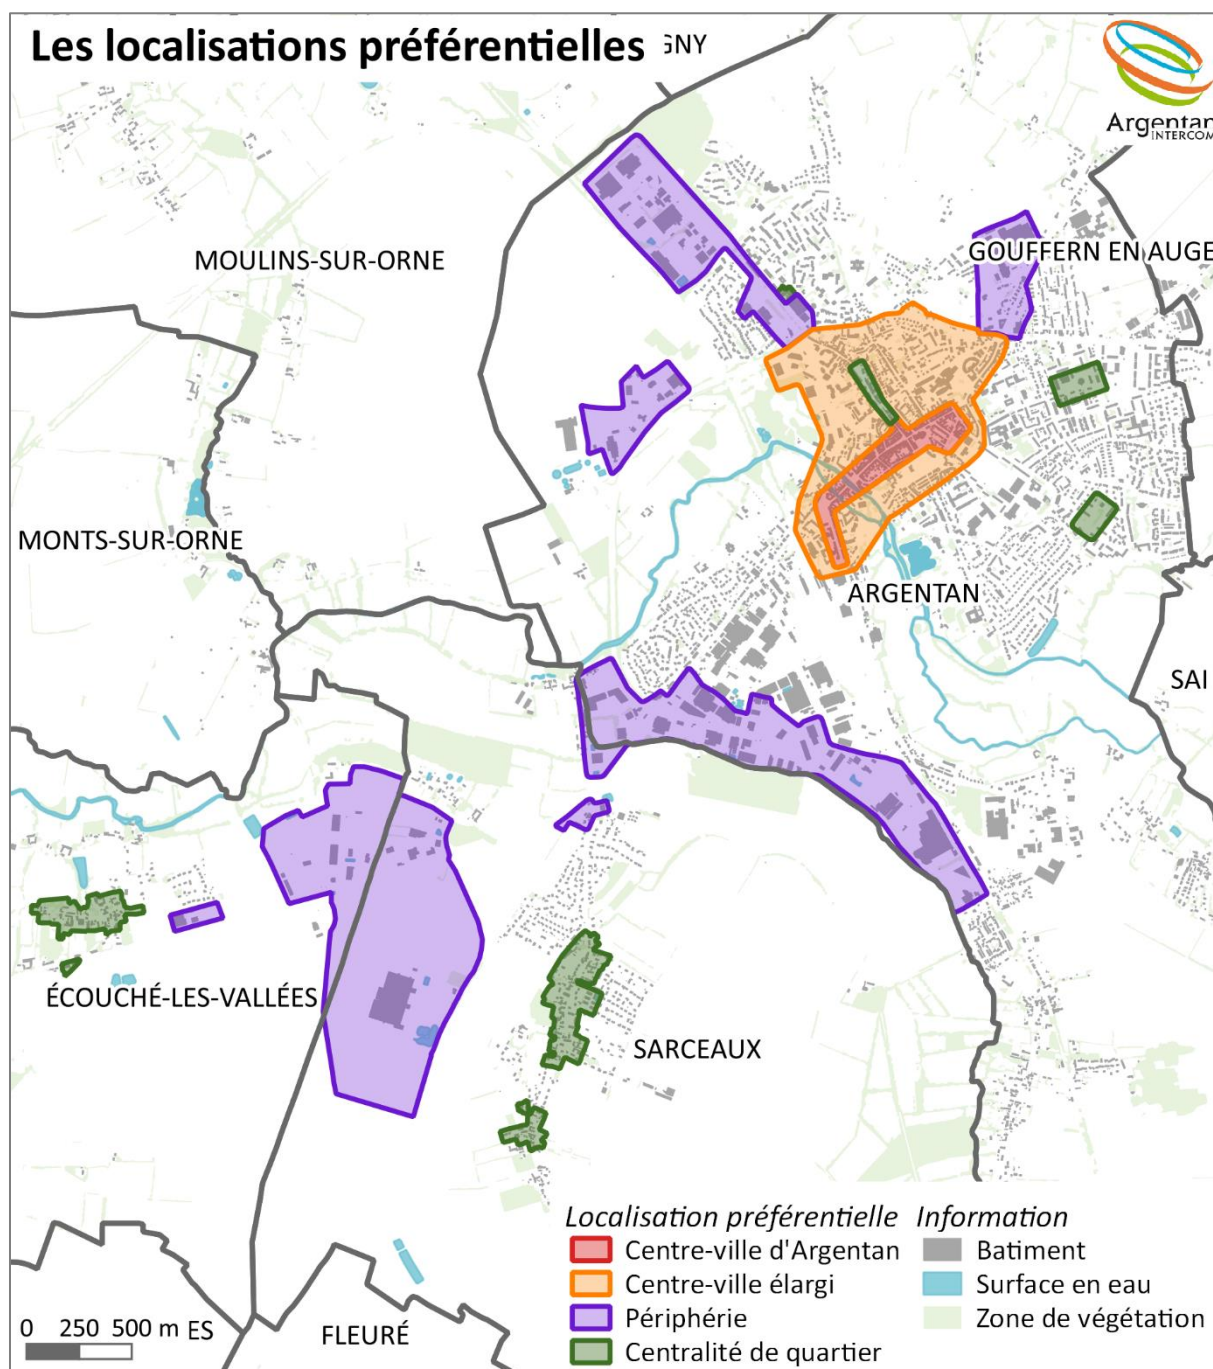 Les localisations préférentielles
GNY
Argentan
INTERCOM
MOULINS-SUR-ORNE
GOUFFERN EN AUGE
MONTS-SUR-ORNE
ARGENTAN
SAI
ÉCOUCHÉ-LES-VALLÉES
SARCEAUX
FLEURÉ
ES
0 250 500 m
Localisation préférentielle
Centre-ville d'Argentan
Centre-ville élargi
Périphérie
Centralité de quartier
Information
Batiment
Surface en eau
Zone de végétation